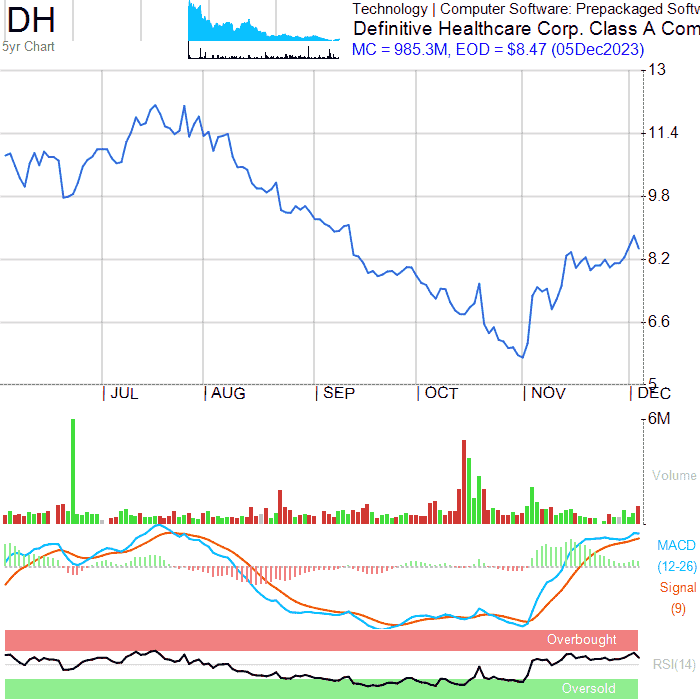 DH
5yr Chart
Technology | Computer Software: Prepackaged Softw
Definitive Healthcare Corp. Class A Com
MC = 985.3M, EOD = $8.47 (05Dec2023)
13
11.4
9.8
8.2
6.6
5
JUL
AUG
SEP
OCT
NOV
DEC
6M
Volume
MACD
(12-26)
Signal
(9)
Overbought
RSI(14)
Oversold